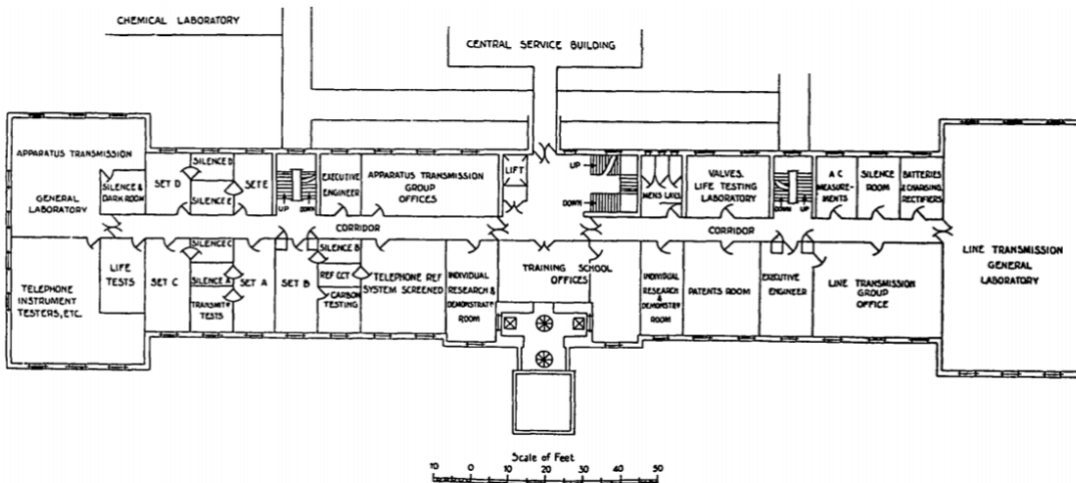 CHEMICAL LABORATORY
CENTRAL SERVICE BUILDING
APPARATUS TRANSMISSION
GENERAL
LABORATORY
SILENCE &
DARK ROOM
SET D
SILENCE D
SILENCE E
SET E
UP
DOWN
EXECUTIVE
ENGINEER
APPARATUS TRANSMISSION
GROUP
OFFICES
LIFT
UP
DOWN
MENS LAVS
VALVES.
LIFE TESTING
LABORATORY
DOWN
UP
A C
MEASURE-
MENTS
SILENCE
ROOM
BATTERIES
& CHARGING
RECTIFIERS
CORRIDOR
CORRIDOR
TELEPHONE
INSTRUMENT
TESTERS, ETC.
LIFE
TESTS
SET C
SILENCE C
SILENCE A
TRANSMITR
TESTS
SET A
SET B
SILENCE B
REF CCT
CARBON
TESTING
TELEPHONE REF
SYSTEM SCREENED
INDIVIDUAL
RESEARCH
&
DEMONSTRATN
ROOM
TRAINING SCHOOL
OFFICES
INDIVIDUAL
RESEARCH
&
DEMONSTRN
ROOM
PATENTS ROOM
EXECUTIVE
ENGINEER
LINE TRANSMISSION
GROUP
OFFICE
LINE TRANSMISSION
GENERAL
LABORATORY
Scale of Feet
10 0 10 20 30 40 50